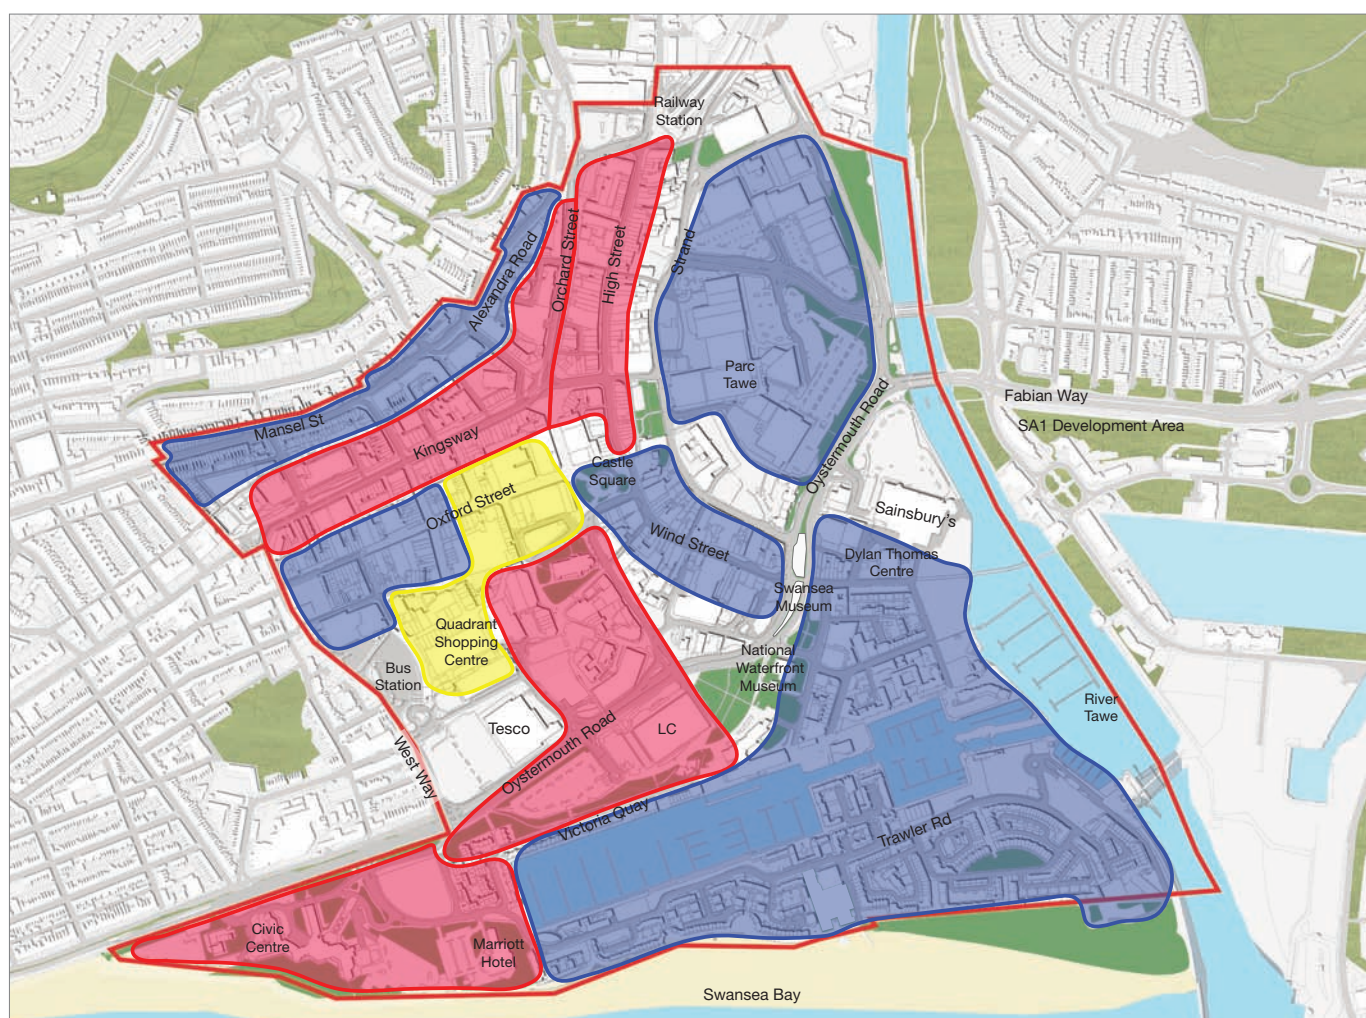 Railway
Station
Orchard Street
High Street
Strand
Alexandra Road
Parc
Tawe
Fabian Way
SA1 Development Area
Mansel St
Kingsway
Oystermouth Road
Castle
Square
Oxford Street
Sainsbury's
Wind Street
Dylan Thomas
Centre
Swansea
Museum
Quadrant
Shopping
Centre
National
Waterfront
Museum
Bus
Station
River
Tawe
Tesco
LC
Oystermouth Road
West Way
Victoria Quay
Trawler Rd
Civic
Centre
Marriott
Hotel
Swansea Bay